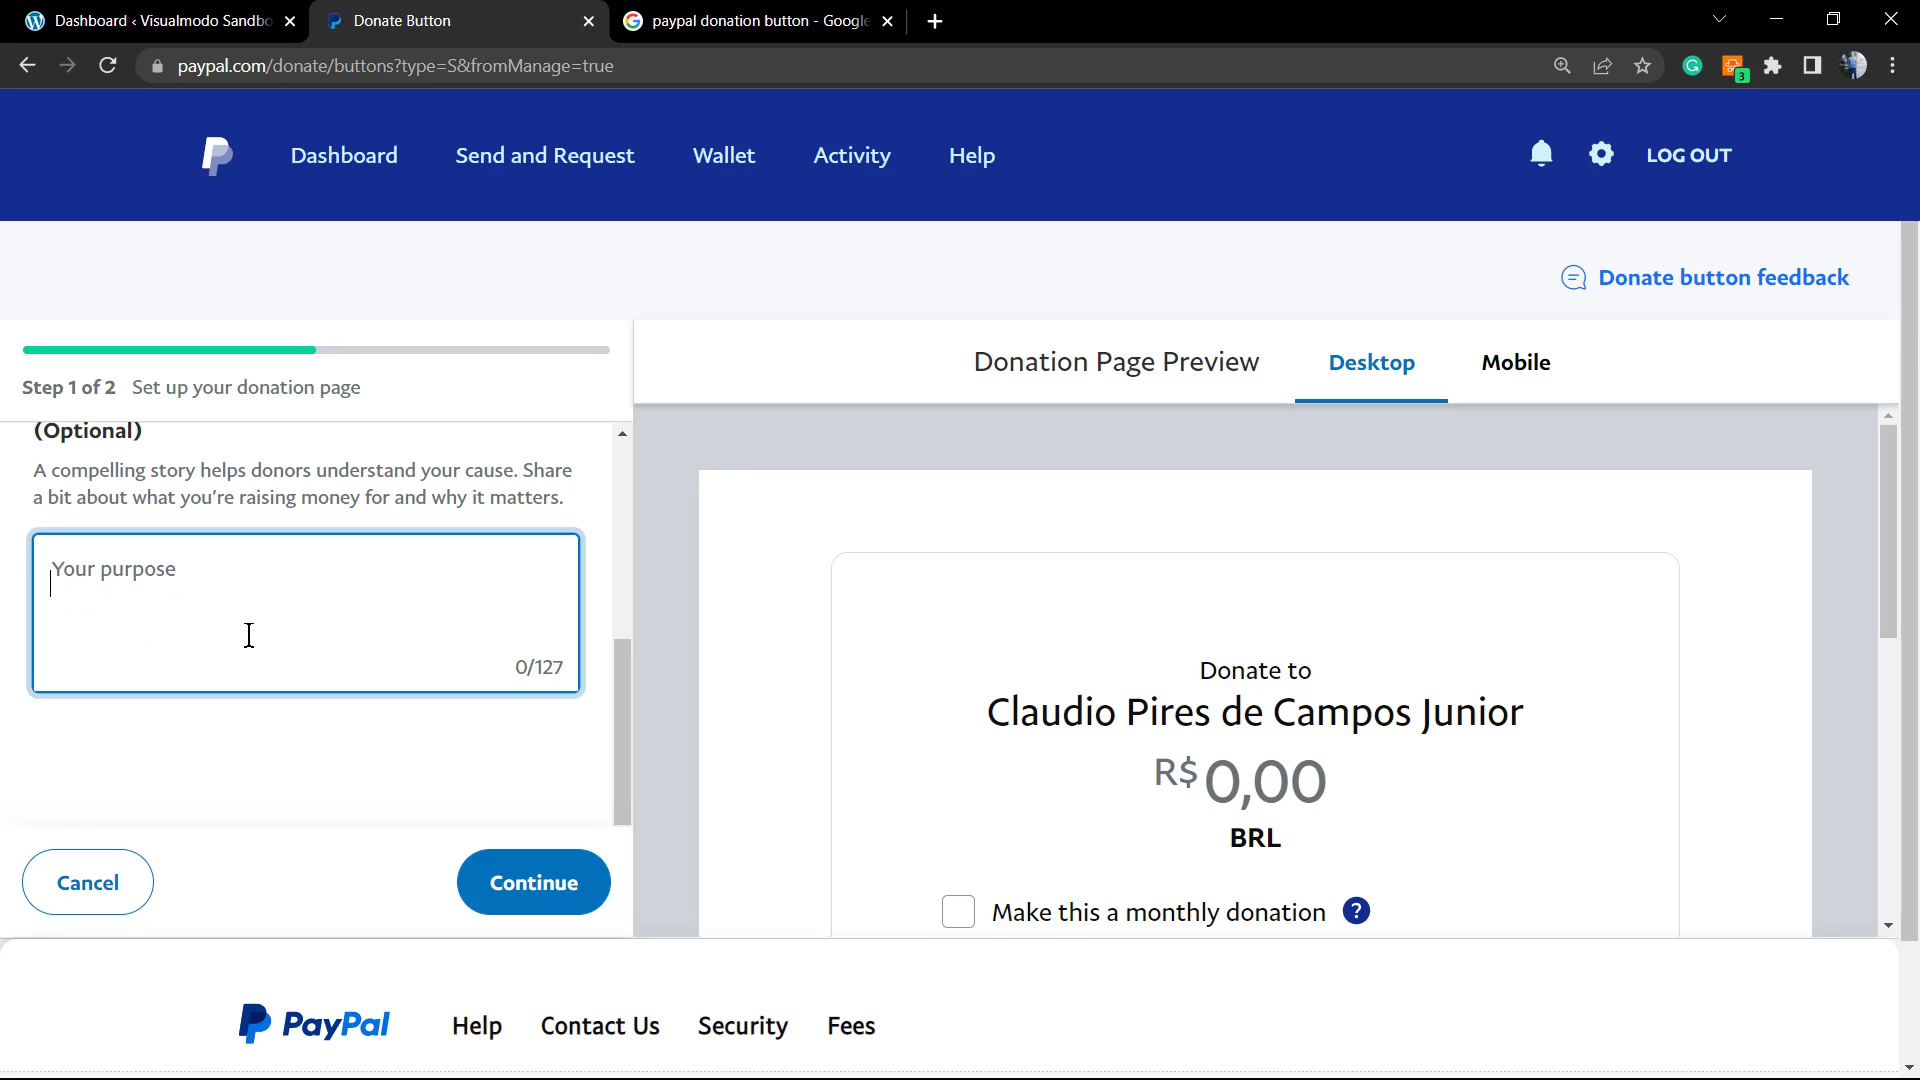 Dashboard ‹ Visualmodo Sandbo
Donate Button
paypal donation button - Google
paypal.com/donate/buttons?type=S&fromManage=true
3
Dashboard
Send and Request
Wallet
Activity
Help
LOG OUT
Donate button feedback
Step 1 of 2 Set up your donation page
(Optional)
A compelling story helps donors understand your cause. Share
a bit about what you're raising money for and why it matters.
Your purpose
0/127
Cancel
Continue
Donation Page Preview
Desktop
Mobile
Donate to
Claudio Pires de Campos Junior
R$ 0,00
BRL
Make this a monthly donation ?
PayPal
Help
Contact Us
Security
Fees